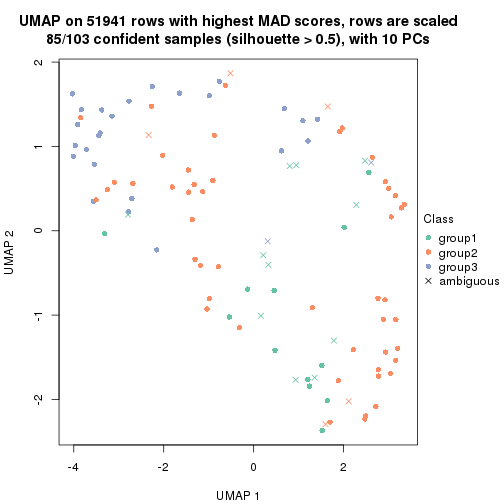 UMAP on 51941 rows with highest MAD scores, rows are scaled
85/103 confident samples (silhouette > 0.5), with 10 PCs
2
1
0
-1
-2
UMAP 2
-4
-2
0
2
UMAP 1
Class
group1
group2
group3
ambiguous